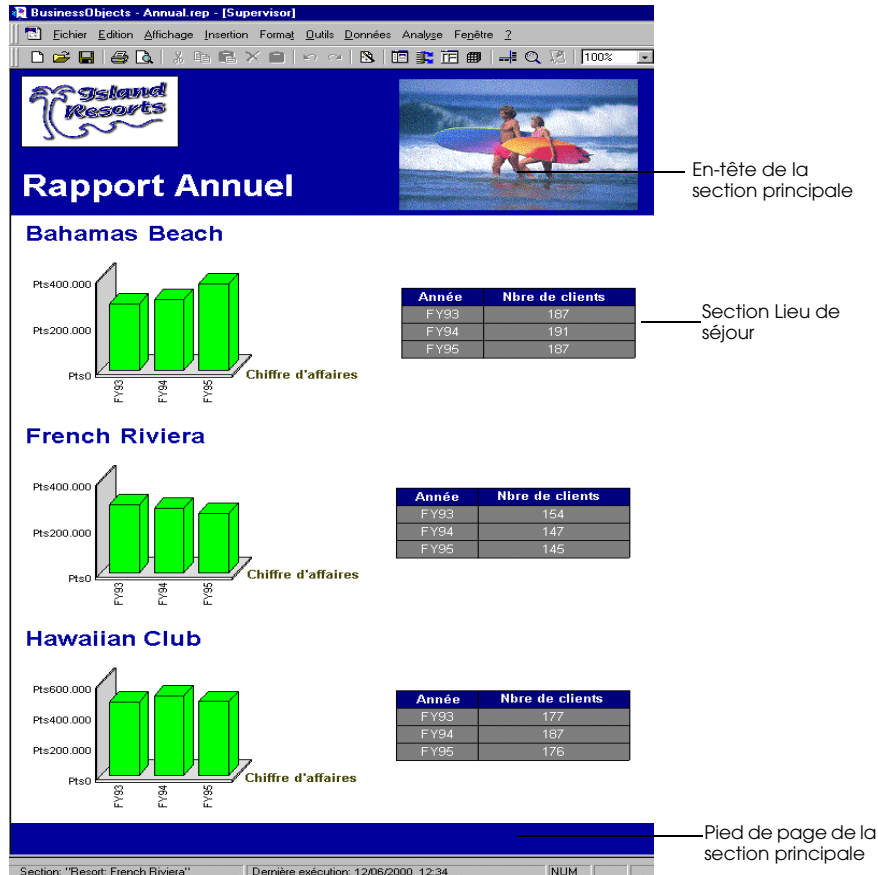 BusinessObjects - Annual.rep - [Supervisor]
Fichier Edition Affichage Insertion Format Outils Données Analyse Fenêtre ?
100%
Island
Resorts
Rapport Annuel
En-tête de la
section principale
Bahamas Beach
Pts400.000
Pts200.000
Pts0
FY93
FY94
FY95
Chiffre d'affaires
Année Nbre de clients
FY93 187
FY94 191
FY95 187
Section Lieu de
séjour
French Riviera
Pts400.000
Pts200.000
Pts0
FY93
FY94
FY95
Chiffre d'affaires
Année Nbre de clients
FY93 154
FY94 147
FY95 145
Hawaiian Club
Pts600.000
Pts400.000
Pts200.000
Pts0
FY93
FY94
FY95
Chiffre d'affaires
Année Nbre de clients
FY93 177
FY94 187
FY95 176
Pied de page de la
section principale
Section: "Resort: French Riviera" Dernière exécution: 12/06/2000 12:34 NUM